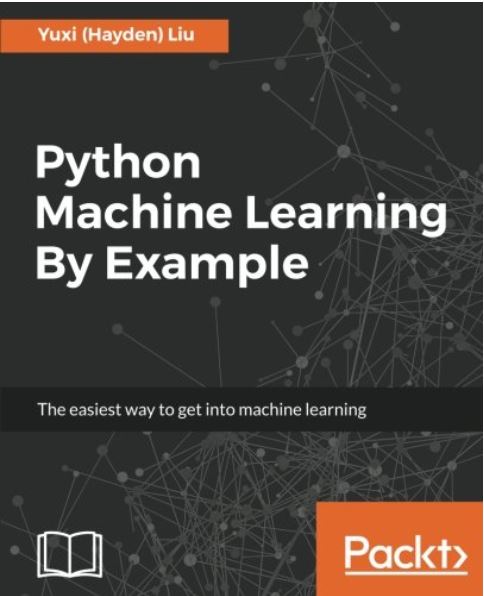 Yuxi (Hayden) Liu
Python
Machine Learning
By Example
The easiest way to get into machine learning
Packt>